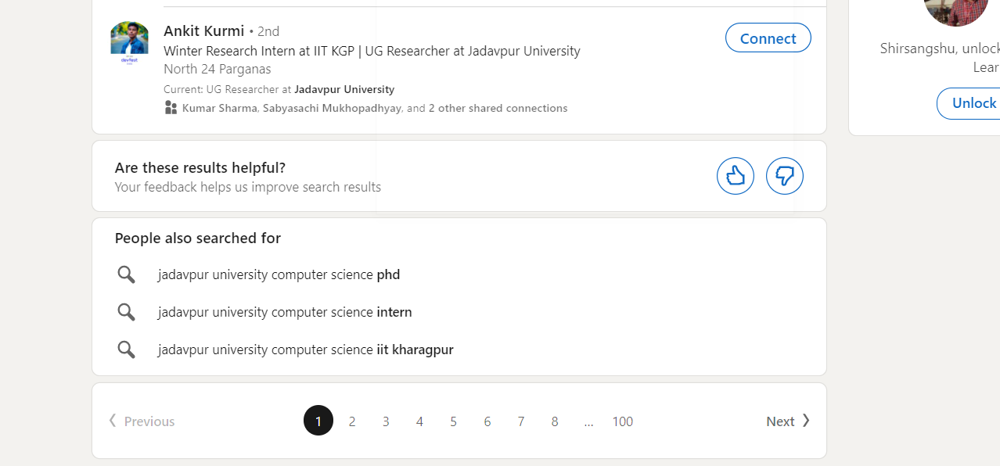 Ankit Kurmi • 2nd
Connect
Winter Research Intern at IIT KGP | UG Researcher at Jadavpur University
North 24 Parganas
Current: UG Researcher at Jadavpur University
Kumar Sharma, Sabyasachi Mukhopadhyay, and 2 other shared connections
Shirsangshu, unlock
Lear
Unlock
Are these results helpful?
Your feedback helps us improve search results
People also searched for
jadavpur university computer science phd
jadavpur university computer science intern
jadavpur university computer science iit kharagpur
Previous 1 2 3 4 5 6 7 8 ... 100 Next